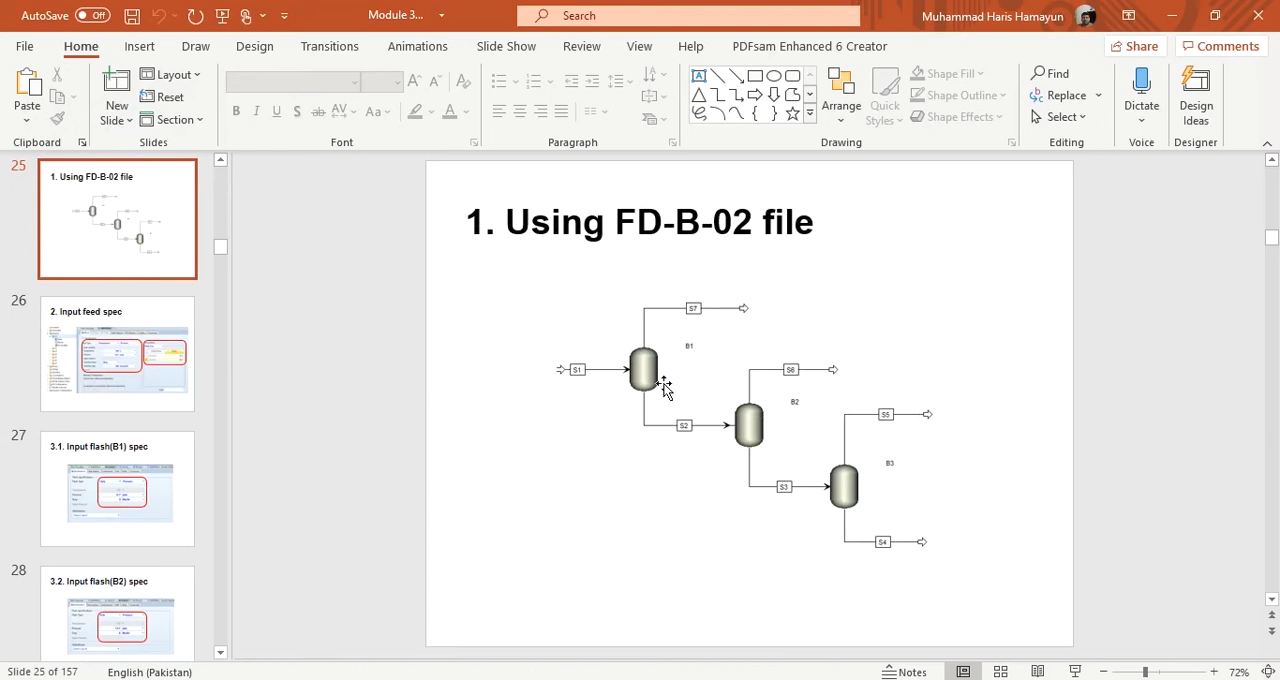 AutoSave Off
Module 3...
Search
Muhammad Haris Hamayun
File Home Insert Draw Design Transitions Animations Slide Show Review View Help PDFsam Enhanced 6 Creator
Share
Comments
Paste
New Slide
Layout
Reset
Section
B I U S ab AV Aa A
Arrange
Quick Styles
Shape Fill
Shape Outline
Shape Effects
Find
Replace
Select
Dictate
Design Ideas
Clipboard Slides Font Paragraph Drawing Editing Voice Designer
25
1. Using FD-B-02 file
26
2. Input feed spec
27
3.1. Input flash(B1) spec
28
3.2. Input flash(B2) spec
1. Using FD-B-02 file
S7
B1
S1
S6
B2
S2
S5
B3
S3
S4
Slide 25 of 157
English (Pakistan)
Notes
72%